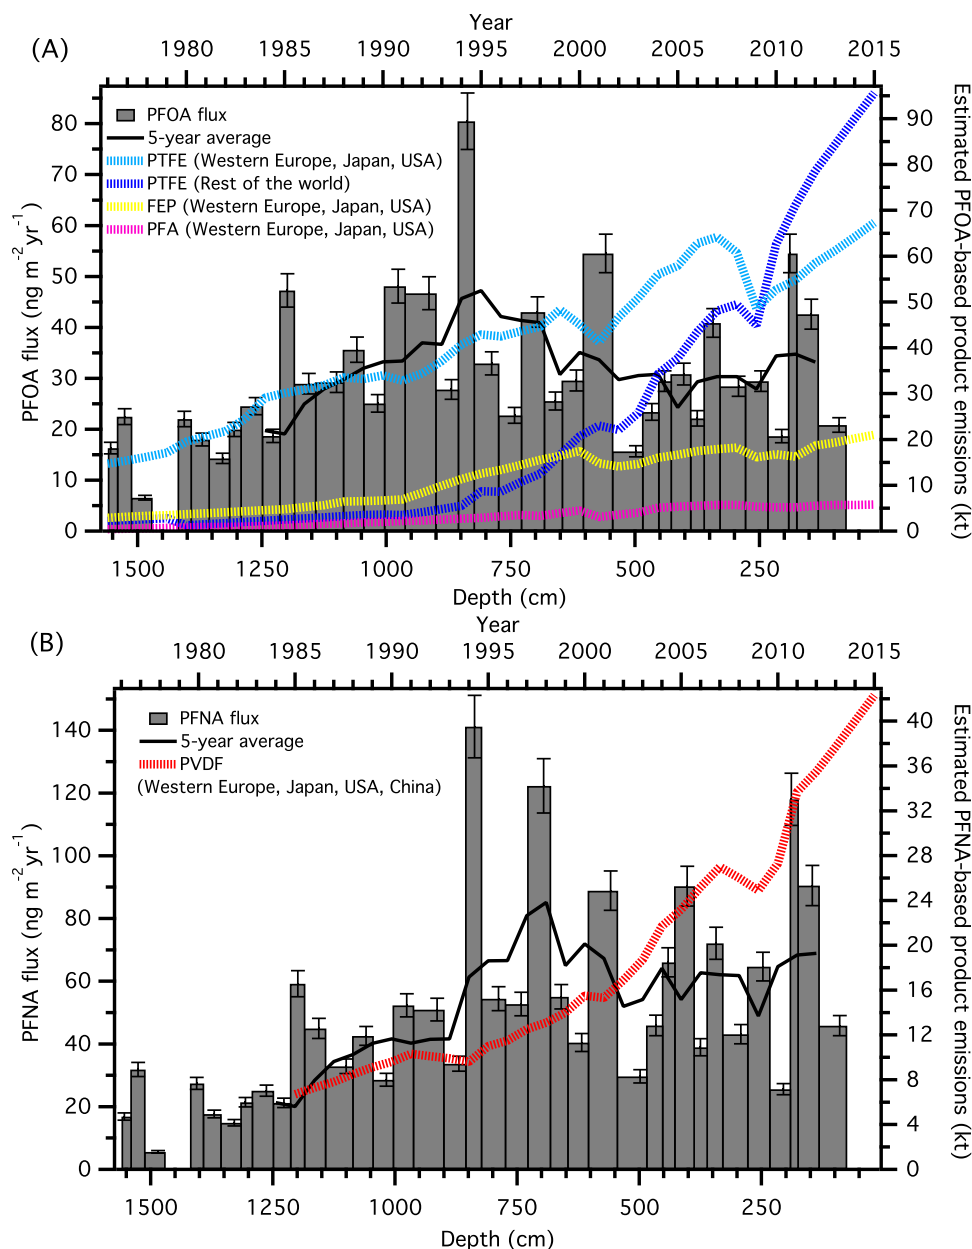 Year
(A)
1980 1985 1990 1995 2000 2005 2010 2015
PFOA flux
5-year average
PTFE (Western Europe, Japan, USA)
PTFE (Rest of the world)
FEP (Western Europe, Japan, USA)
PFA (Western Europe, Japan, USA)
80
70
60
50
40
30
20
10
0
PFOA flux (ng m-2 yr-1)
90
80
70
60
50
40
30
20
10
0
Estimated PFOA-based product emissions (kt)
1500 1250 1000 750 500 250
Depth (cm)
Year
(B)
1980 1985 1990 1995 2000 2005 2010 2015
PFNA flux
5-year average
PVDF
(Western Europe, Japan, USA, China)
140
120
100
80
60
40
20
0
PFNA flux (ng m-2 yr-1)
40
36
32
28
24
20
16
12
8
4
0
Estimated PFNA-based product emissions (kt)
1500 1250 1000 750 500 250
Depth (cm)